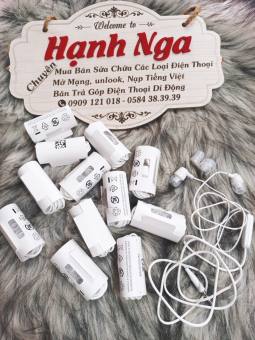 Welcome to
Hạnh Nga
Chuyên
Mua Bán Sửa Chữa Các Loại Điện Thoại
Mở Mạng, unlook, Nạp Tiếng Việt
Bán Trả Góp Điện Thoại Di Động
0909 121 018 - 0584 38.39.39